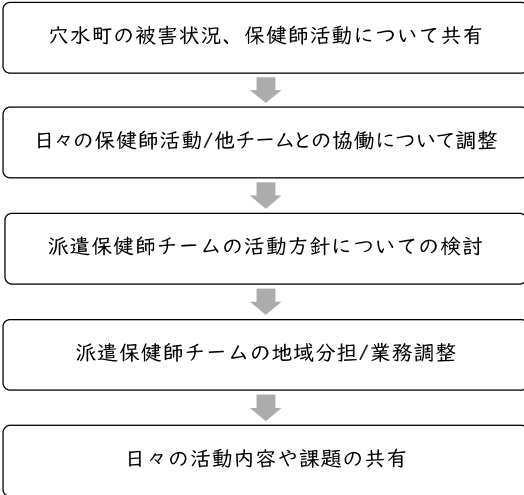 穴水町の被害状況、保健師活動について共有
日々の保健師活動/他チームとの協働について調整
派遣保健師チームの活動方針についての検討
派遣保健師チームの地域分担/業務調整
日々の活動内容や課題の共有